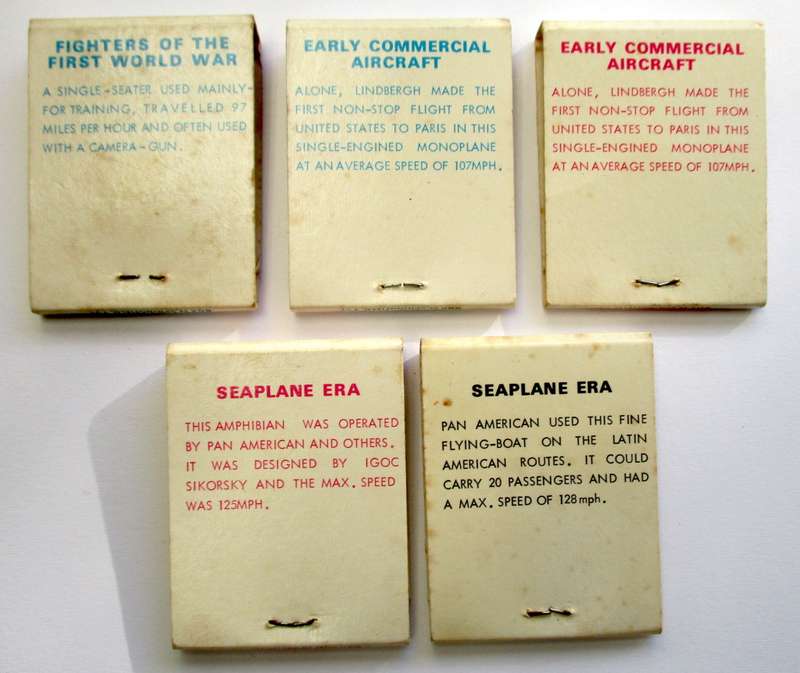 FIGHTERS OF THE
FIRST WORLD WAR
A SINGLE-SEATER USED MAINLY-
FOR TRAINING, TRAVELLED 97
MILES PER HOUR AND OFTEN USED
WITH A CAMERA-GUN.
EARLY COMMERCIAL
AIRCRAFT
ALONE, LINDBERGH MADE THE
FIRST NON-STOP FLIGHT FROM
UNITED STATES TO PARIS IN THIS
SINGLE-ENGINED MONOPLANE
AT AN AVERAGE SPEED OF 107MPH.
EARLY COMMERCIAL
AIRCRAFT
ALONE, LINDBERGH MADE THE
FIRST NON-STOP FLIGHT FROM
UNITED STATES TO PARIS IN THIS
SINGLE-ENGINED MONOPLANE
AT AN AVERAGE SPEED OF 107MPH.
SEAPLANE ERA
THIS AMPHIBIAN WAS OPERATED
BY PAN AMERICAN AND OTHERS.
IT WAS DESIGNED BY IGOC
SIKORSKY AND THE MAX. SPEED
WAS 125MPH.
SEAPLANE ERA
PAN AMERICAN USED THIS FINE
FLYING-BOAT ON THE LATIN
AMERICAN ROUTES. IT COULD
CARRY 20 PASSENGERS AND HAD
A MAX. SPEED OF 128mph.